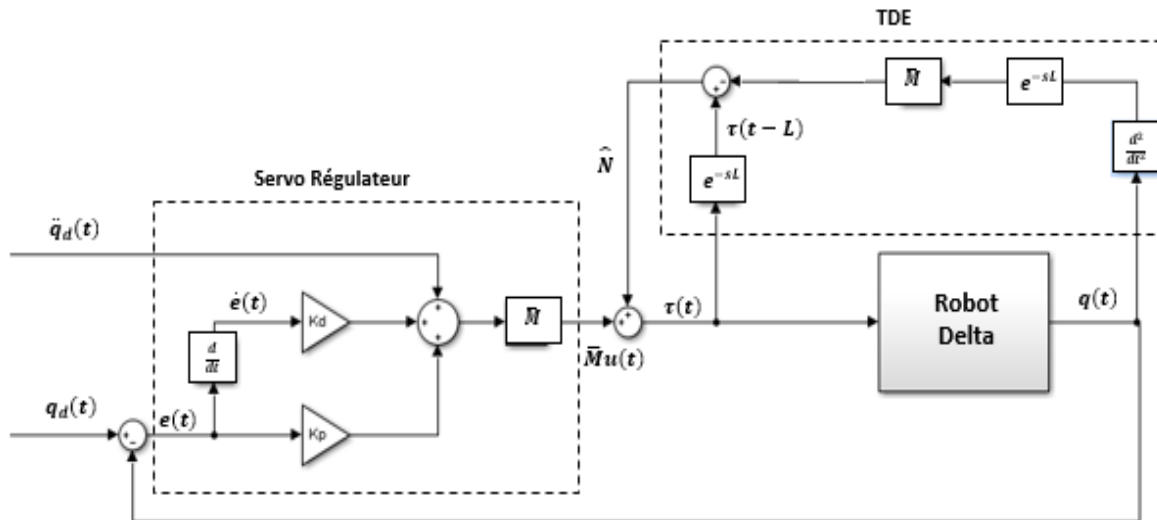 TDE
M̄
e^{-sL}
τ(t − L)
d²/dt²
N̂
e^{-sL}
Servo Régulateur
q̈_d(t)
ė(t)
Kd
M̄
τ(t)
Robot
Delta
q(t)
d/dt
M̄u(t)
q_d(t)
e(t)
Kp